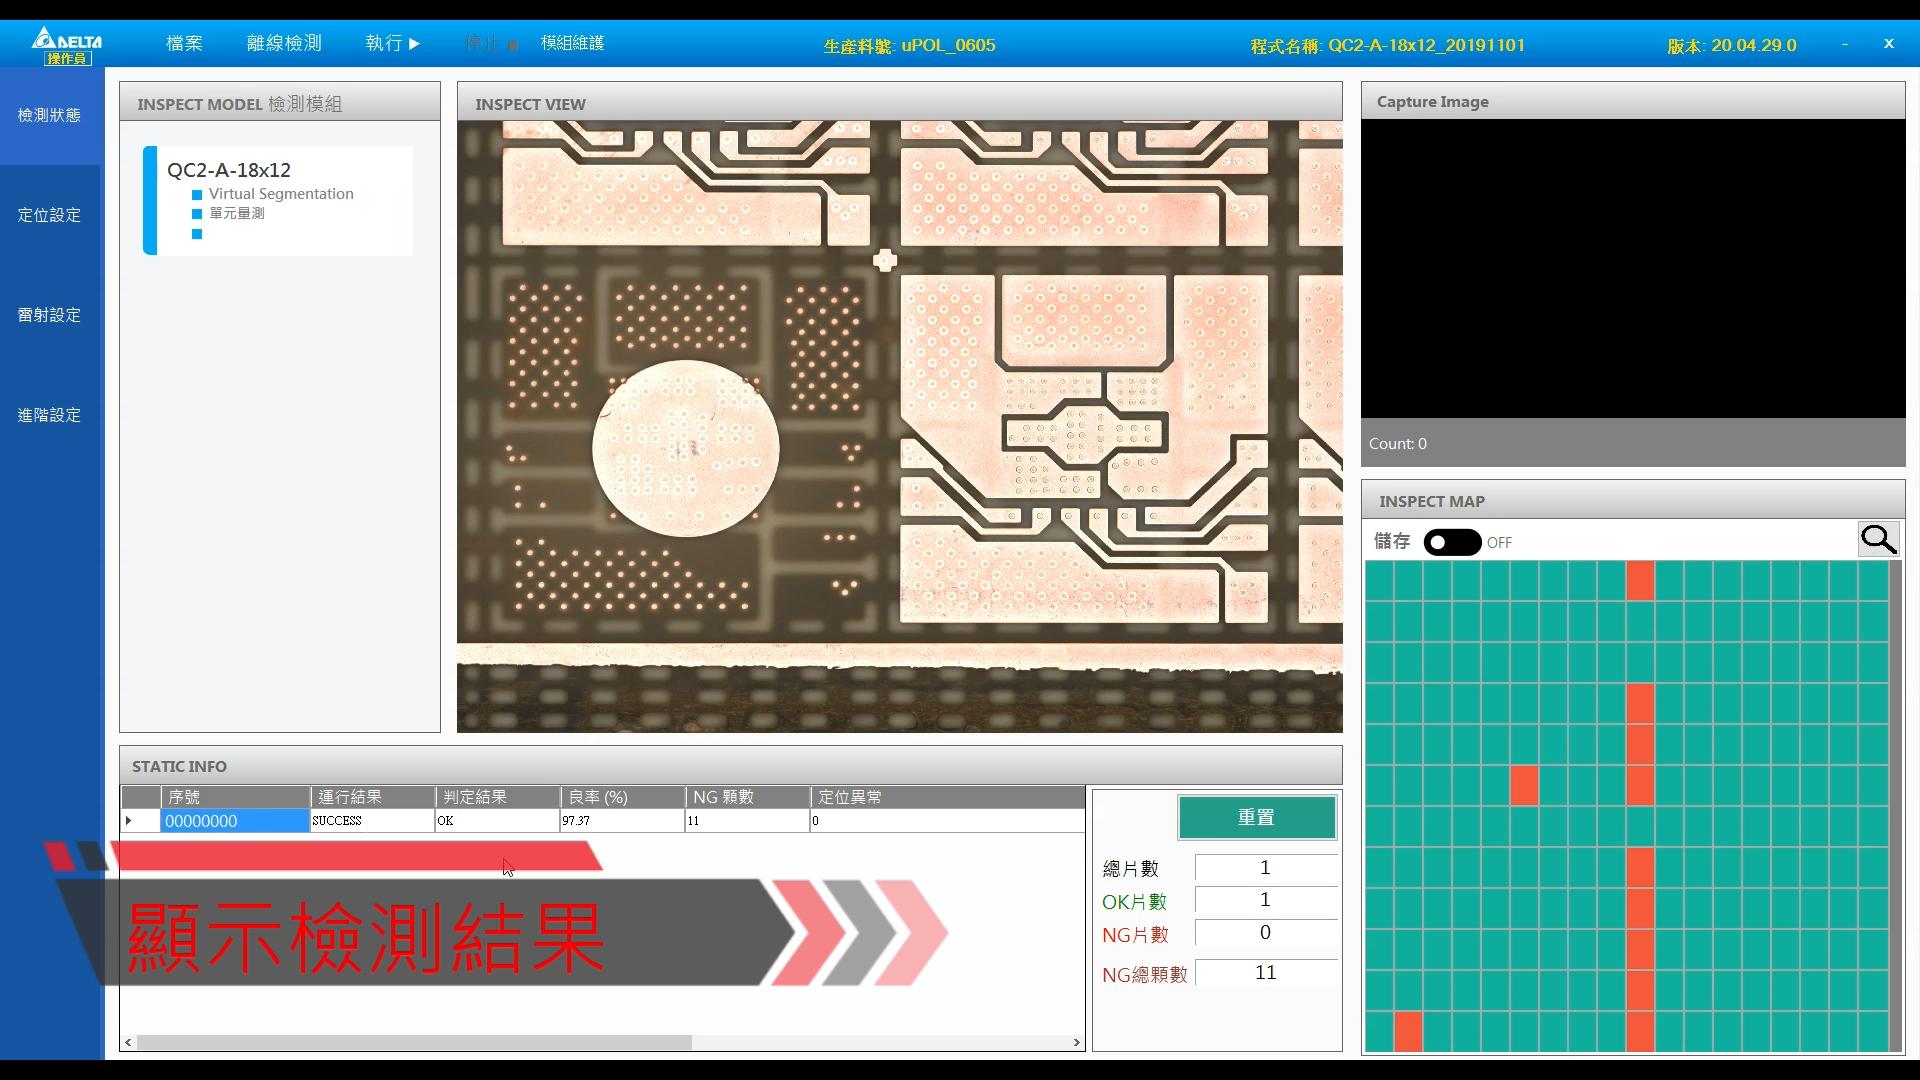 DELTA
操作員
檔案 離線檢測 執行 停止 模組維護
生產料號: uPOL_0605
程式名稱: QC2-A-18x12_20191101
版本: 20.04.29.0
- X
檢測狀態
定位設定
雷射設定
進階設定
INSPECT MODEL 檢測模組
QC2-A-18x12
Virtual Segmentation
單元量測
INSPECT VIEW
Capture Image
Count: 0
INSPECT MAP
儲存 OFF
STATIC INFO
序號 運行結果 判定結果 良率 (%) NG 顆數 定位異常
00000000 SUCCESS OK 97.37 11 0
重置
總片數 1
OK片數 1
NG片數 0
NG總顆數 11
顯示檢測結果